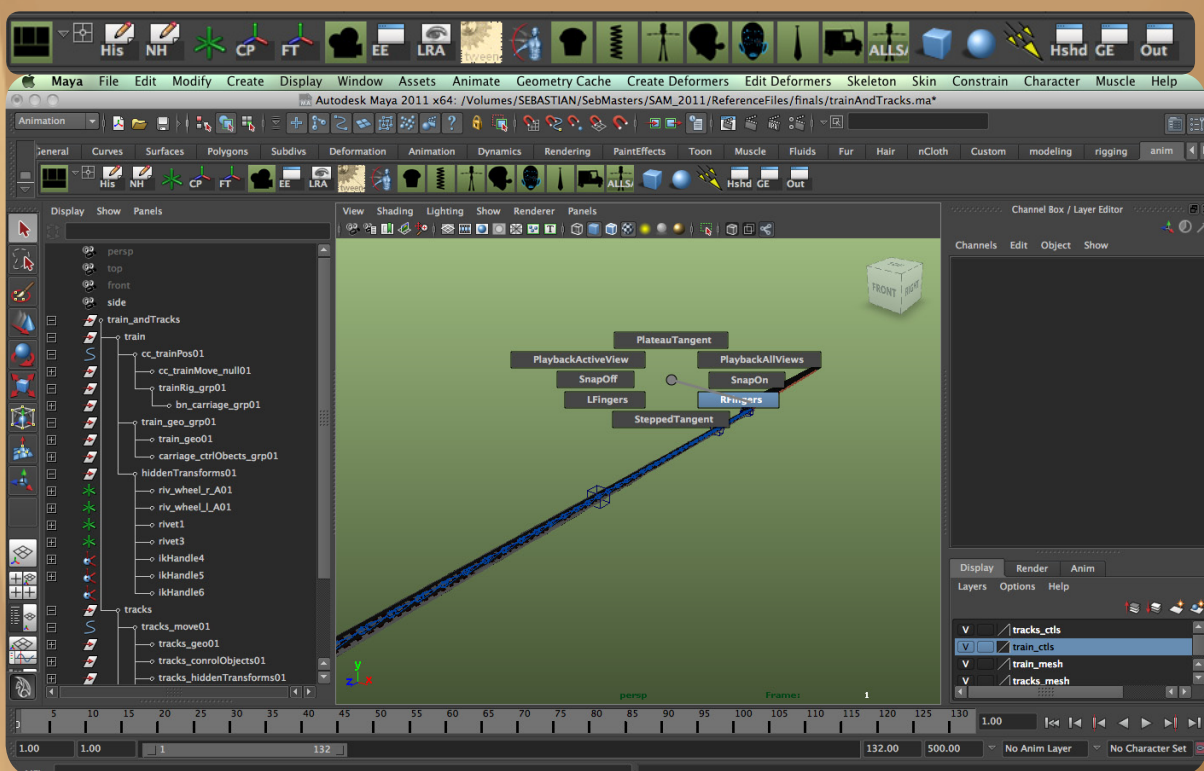 His NH CP FT EE LRA tween ALLS/ Hshd GE Out
Maya File Edit Modify Create Display Window Assets Animate Geometry Cache Create Deformers Edit Deformers Skeleton Skin Constrain Character Muscle Help
Autodesk Maya 2011 x64: /Volumes/SEBASTIAN/SebMasters/SAM_2011/ReferenceFiles/finals/trainAndTracks.ma*
Animation
General Curves Surfaces Polygons Subdivs Deformation Animation Dynamics Rendering PaintEffects Toon Muscle Fluids Fur Hair nCloth Custom modeling rigging anim
His NH CP FT EE LRA tween ALLS/ Hshd GE Out
Display Show Panels
View Shading Lighting Show Renderer Panels
Channel Box / Layer Editor
Channels Edit Object Show
persp
top
front
side
train_andTracks
train
cc_trainPos01
cc_trainMove_null01
trainRig_grp01
bn_carriage_grp01
train_geo_grp01
train_geo01
carriage_ctrlObects_grp01
hiddenTransforms01
riv_wheel_r_A01
riv_wheel_l_A01
rivet1
rivet3
ikHandle4
ikHandle5
ikHandle6
tracks
tracks_move01
tracks_geo01
tracks_conrolObjects01
tracks_hiddenTransforms01
FRONT RIGHT
PlateauTangent
PlaybackActiveView PlaybackAllViews
SnapOff SnapOn
LFingers RFingers
SteppedTangent
y
z x
persp Frame: 1
Display Render Anim
Layers Options Help
V tracks_ctls
V train_ctls
V train_mesh
V tracks_mesh
5 10 15 20 25 30 35 40 45 50 55 60 65 70 75 80 85 90 95 100 105 110 115 120 125 130 1.00
1.00 1.00 1 132 132.00 500.00 No Anim Layer No Character Set